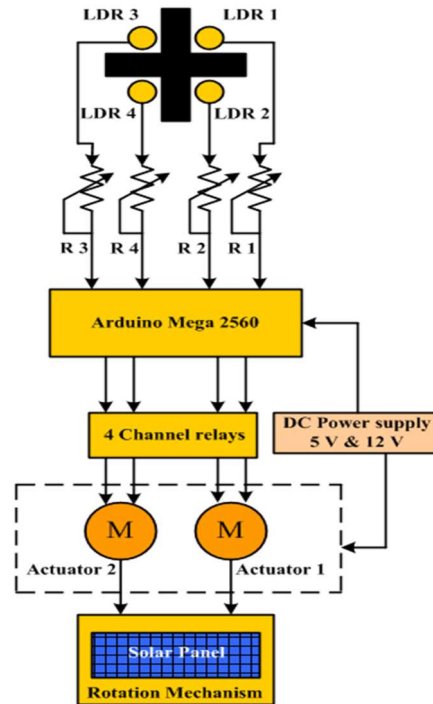 LDR 3
LDR 1
LDR 4
LDR 2
R 3
R 4
R 2
R 1
Arduino Mega 2560
4 Channel relays
DC Power supply
5 V & 12 V
M
M
Actuator 2
Actuator 1
Solar Panel
Rotation Mechanism